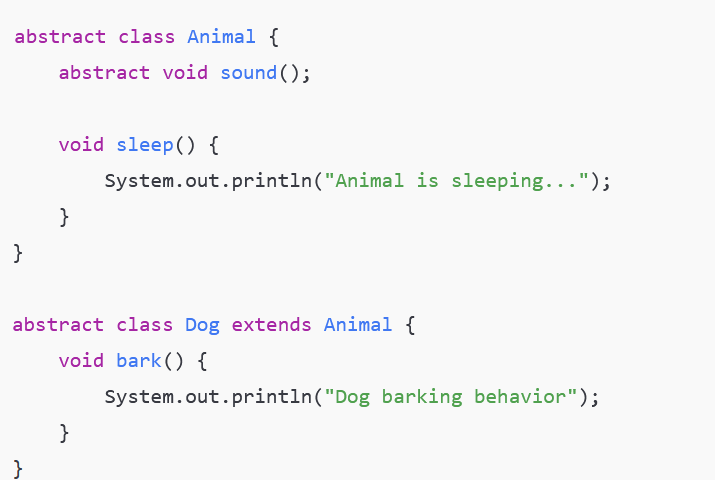 abstract class Animal {
    abstract void sound();

    void sleep() {
        System.out.println("Animal is sleeping...");
    }
}

abstract class Dog extends Animal {
    void bark() {
        System.out.println("Dog barking behavior");
    }
}